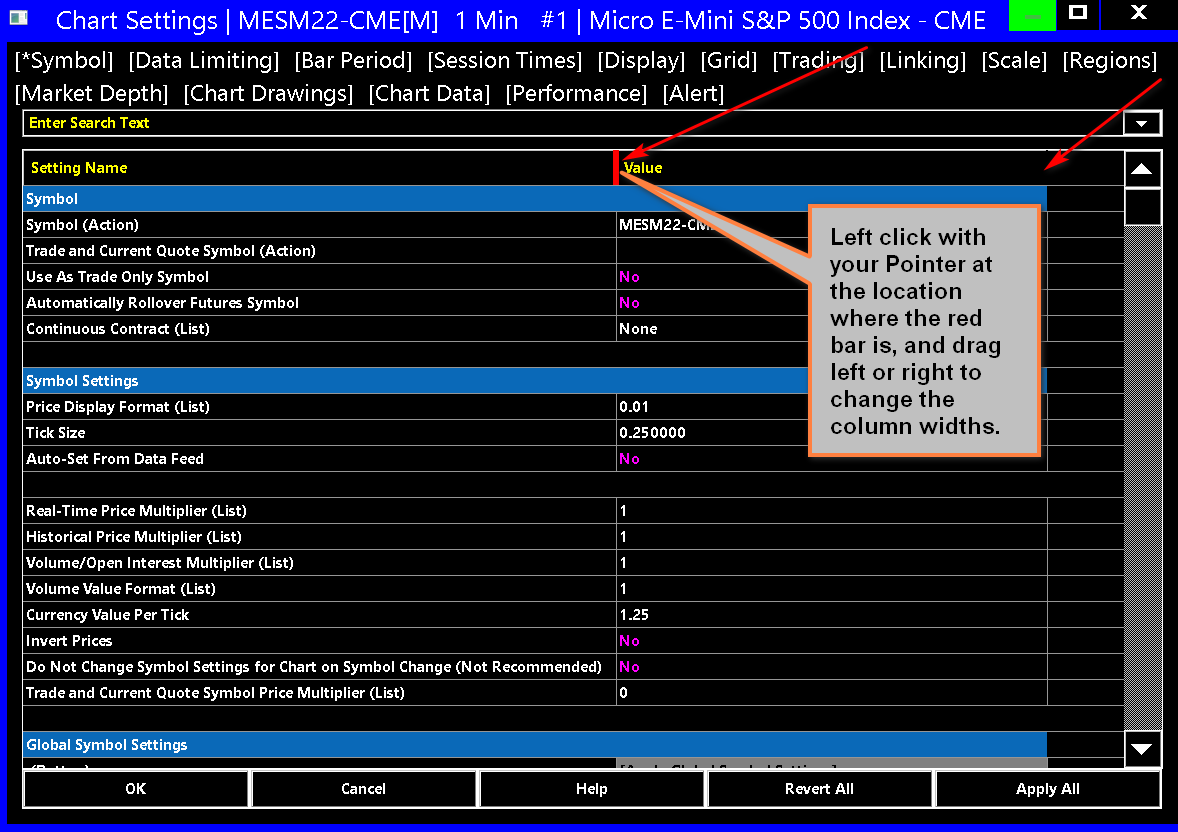 Chart Settings | MESM22-CME[M]  1 Min   #1 | Micro E-Mini S&P 500 Index - CME
[*Symbol] [Data Limiting] [Bar Period] [Session Times] [Display] [Grid] [Trading] [Linking] [Scale] [Regions]
[Market Depth] [Chart Drawings] [Chart Data] [Performance] [Alert]
Enter Search Text
Setting Name Value
Symbol
Symbol (Action) MESM22-CM
Trade and Current Quote Symbol (Action)
Use As Trade Only Symbol No
Automatically Rollover Futures Symbol No
Continuous Contract (List) None
Symbol Settings
Price Display Format (List) 0.01
Tick Size 0.250000
Auto-Set From Data Feed No
Real-Time Price Multiplier (List) 1
Historical Price Multiplier (List) 1
Volume/Open Interest Multiplier (List) 1
Volume Value Format (List) 1
Currency Value Per Tick 1.25
Invert Prices No
Do Not Change Symbol Settings for Chart on Symbol Change (Not Recommended) No
Trade and Current Quote Symbol Price Multiplier (List) 0
Global Symbol Settings
Left click with
your Pointer at
the location
where the red
bar is, and drag
left or right to
change the
column widths.
OK Cancel Help Revert All Apply All